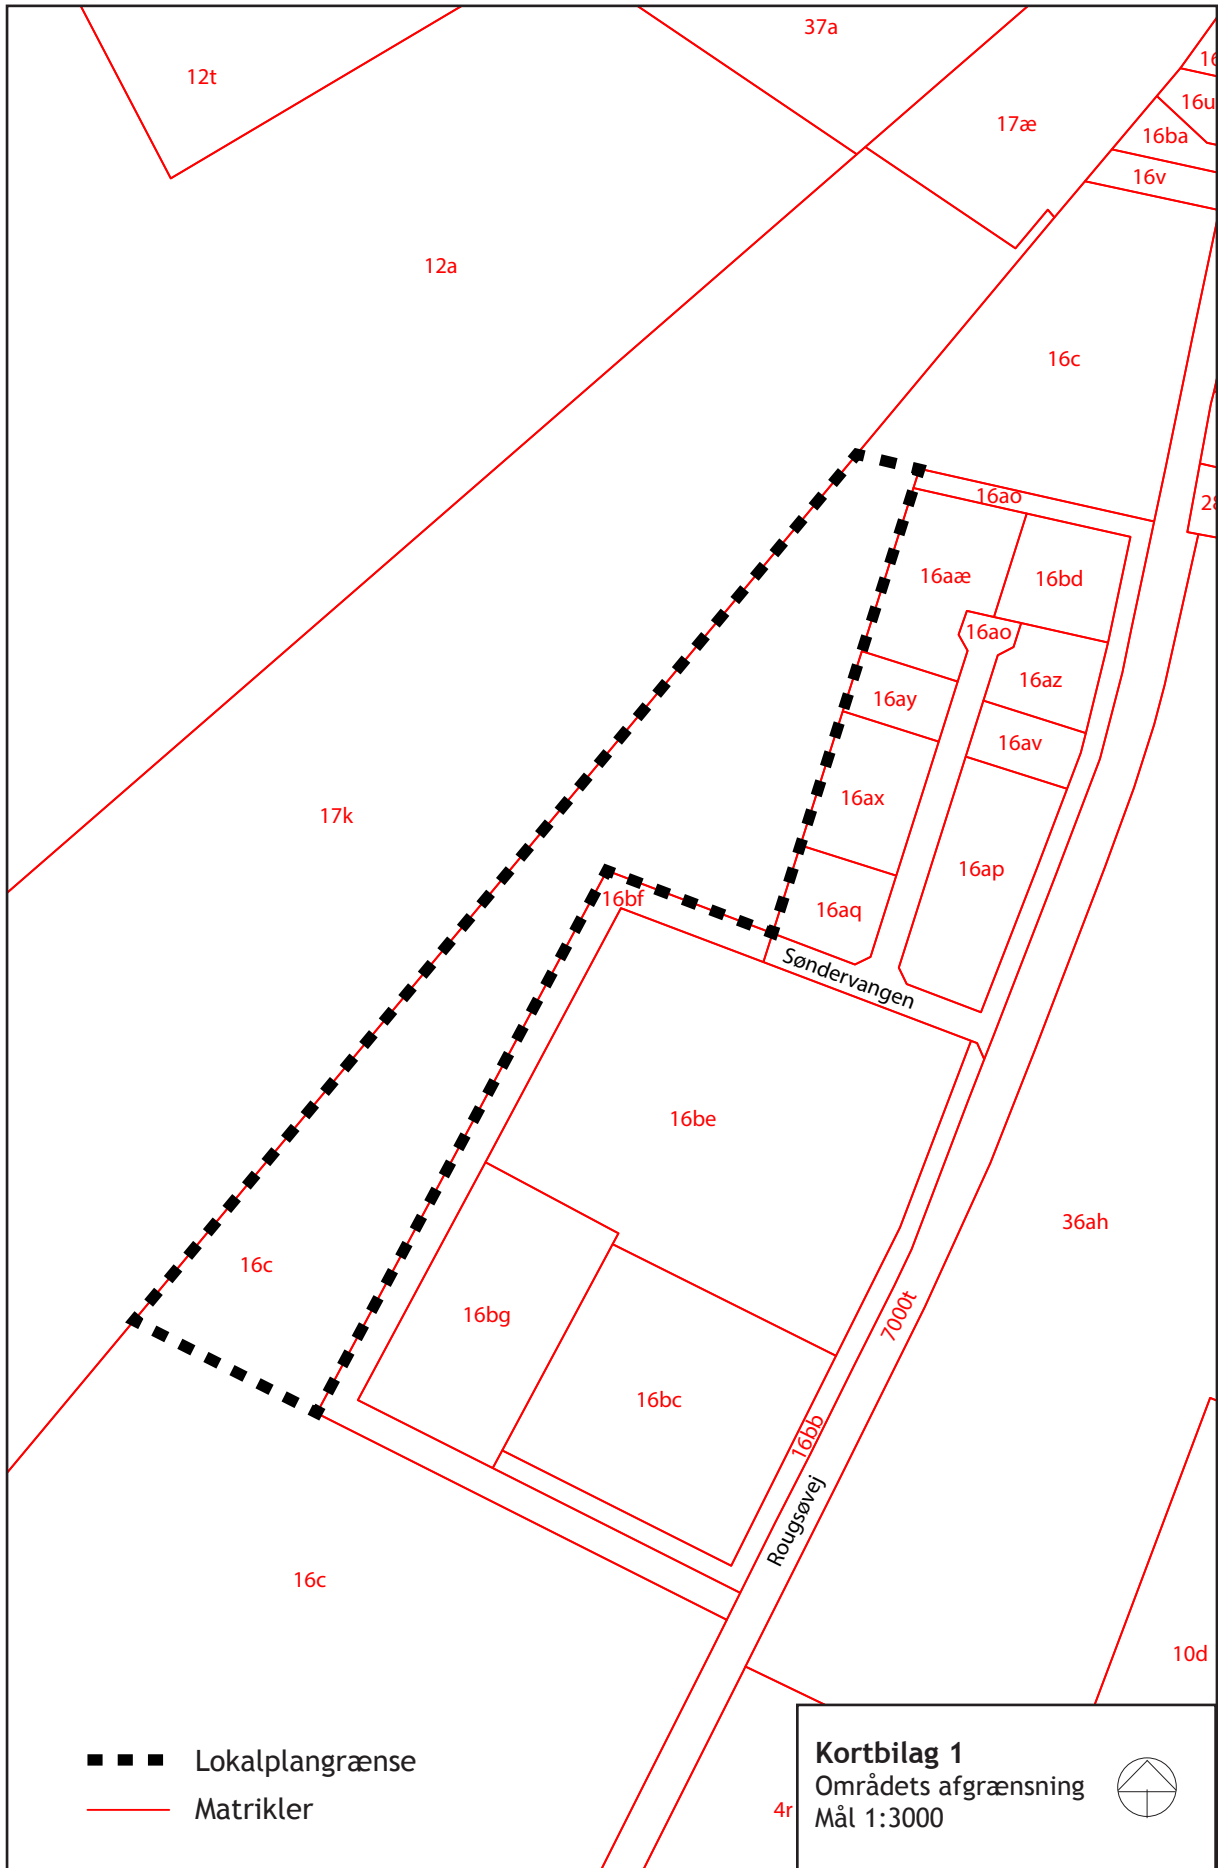 37a
12t
16u
17æ
16ba
16v
12a
16c
16ao
16aæ
16bd
16ao
16az
16ay
16av
16ax
17k
16ap
16bf
16aq
Søndervangen
16be
36ah
16c
16bg
7000t
16bc
16bb
Rougsøvej
16c
10d
Lokalplangrænse
Matrikler
4r
Kortbilag 1
Områdets afgrænsning
Mål 1:3000